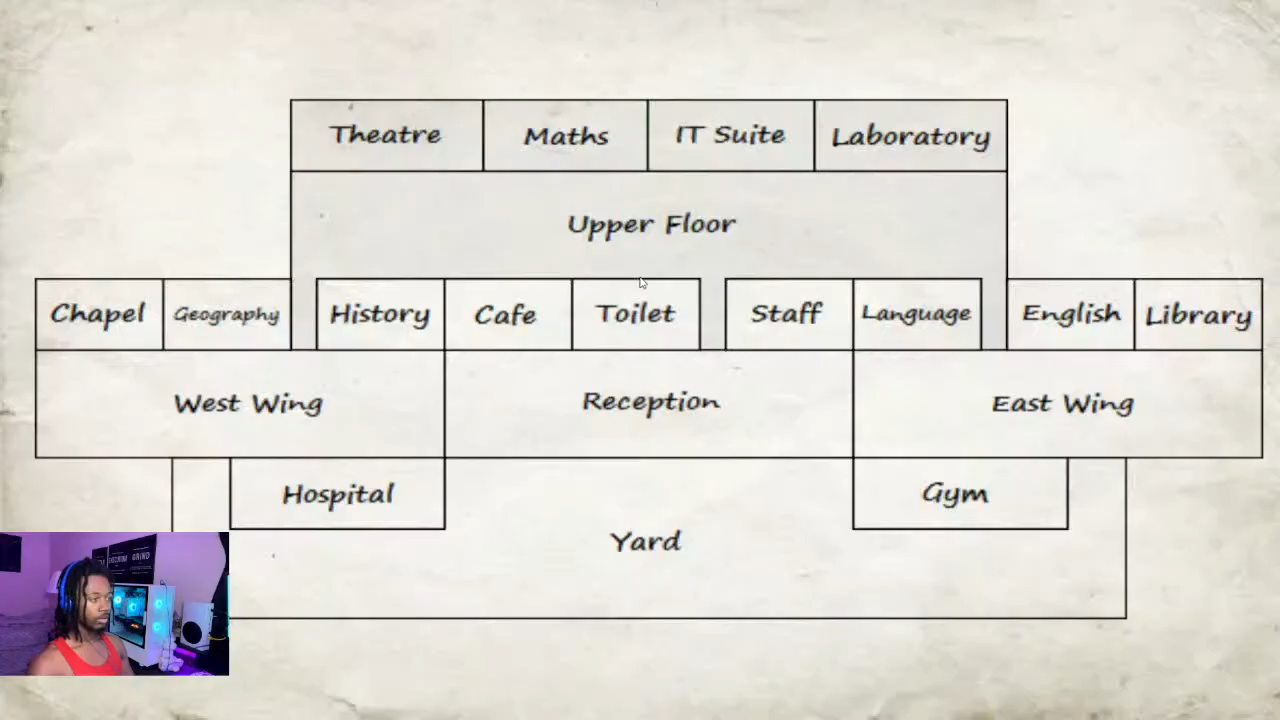 Theatre
Maths
IT Suite
Laboratory
Upper Floor
Chapel
Geography
History
Cafe
Toilet
Staff
Language
English
Library
West Wing
Reception
East Wing
Hospital
Gym
Yard